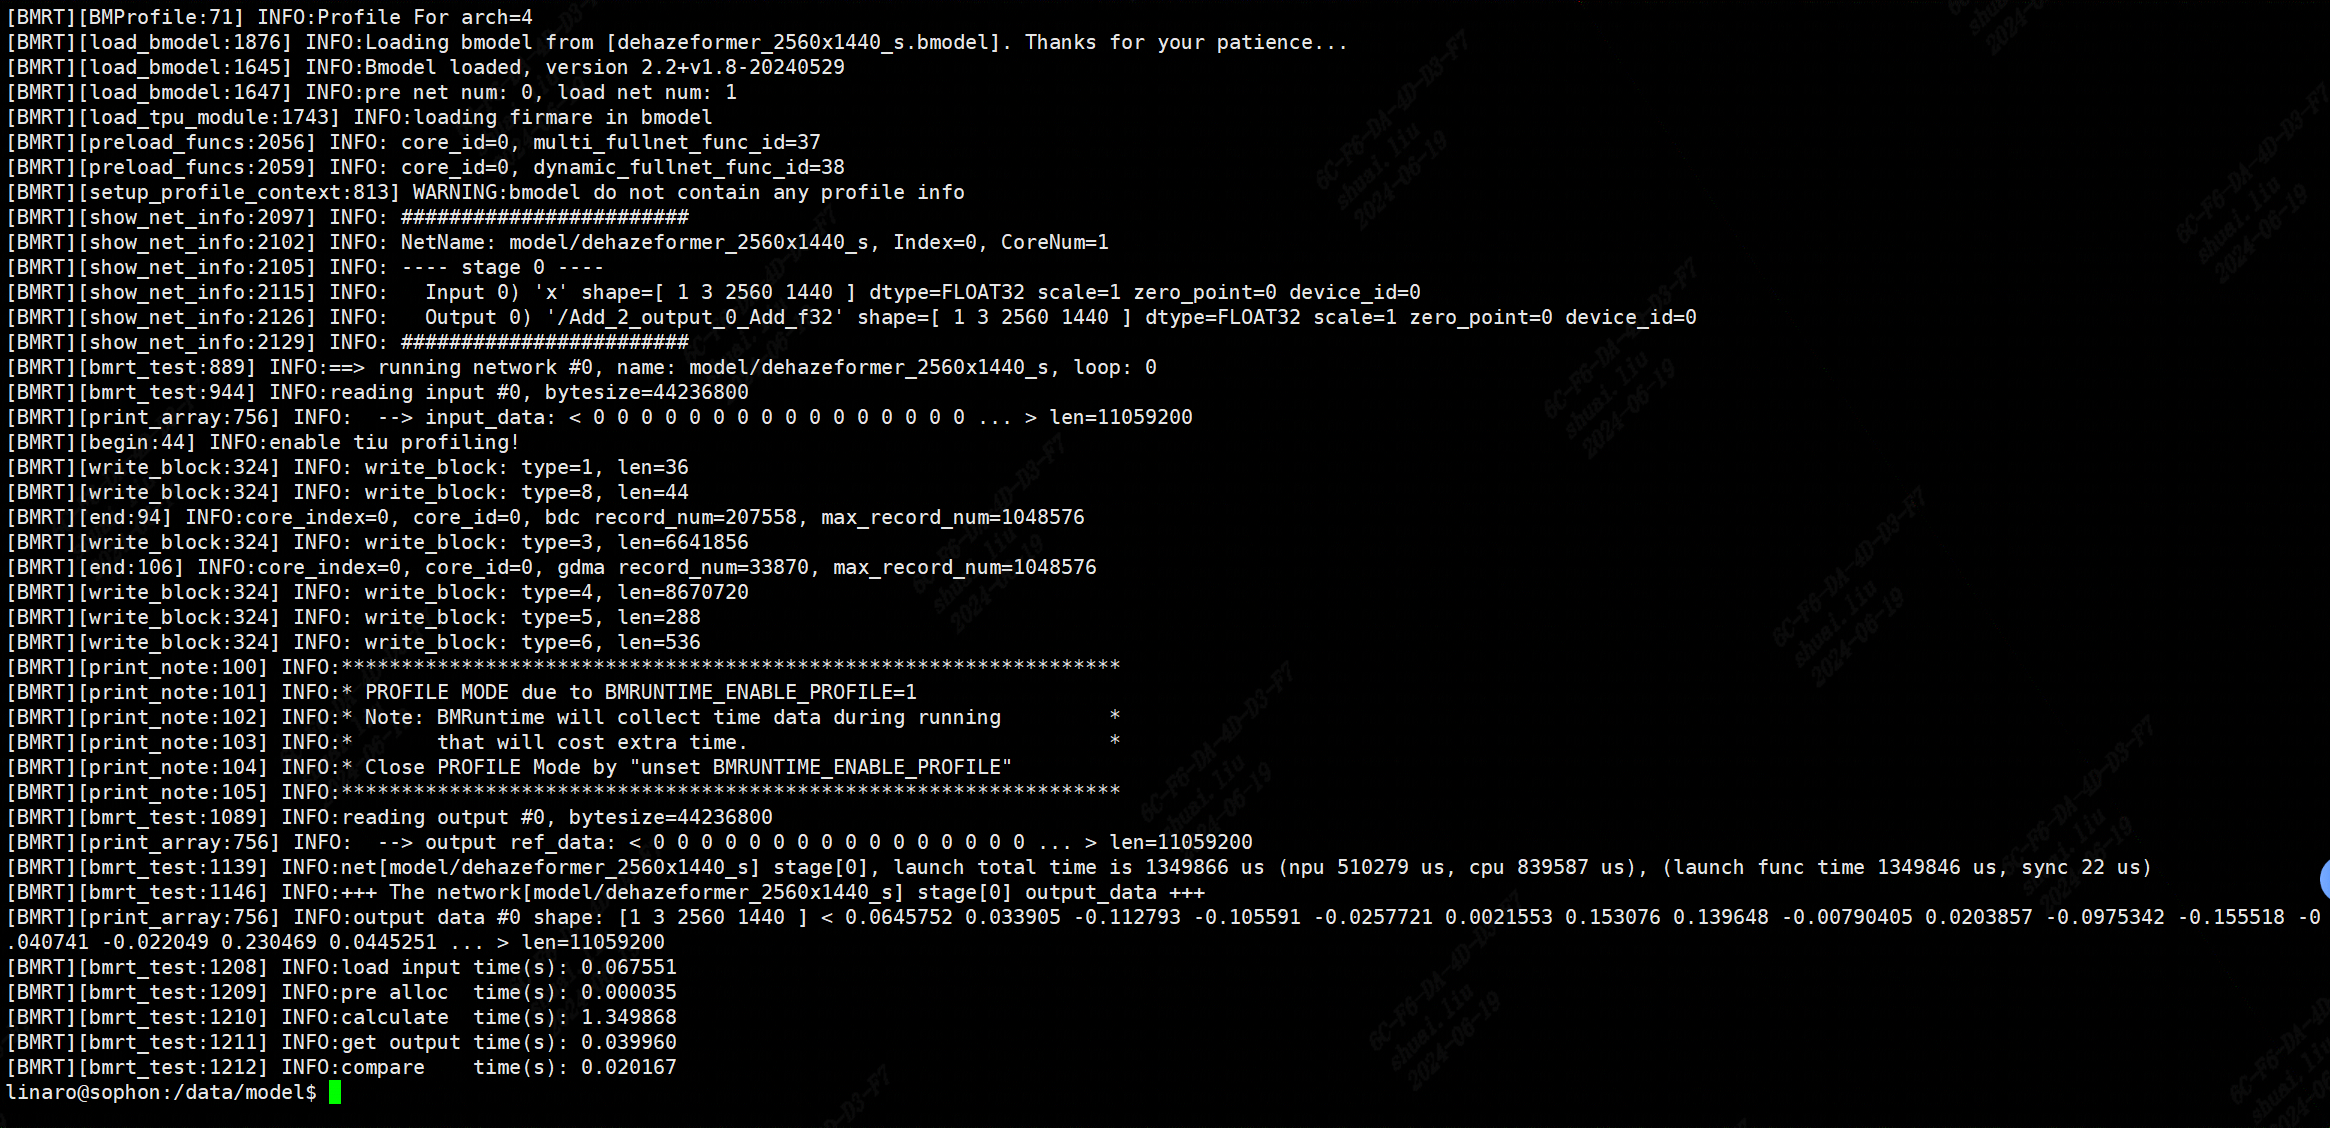 [BMRT][BMProfile:71] INFO:Profile For arch=4
[BMRT][load_bmodel:1876] INFO:Loading bmodel from [dehazeformer_2560x1440_s.bmodel]. Thanks for your patience...
[BMRT][load_bmodel:1645] INFO:Bmodel loaded, version 2.2+v1.8-20240529
[BMRT][load_bmodel:1647] INFO:pre net num: 0, load net num: 1
[BMRT][load_tpu_module:1743] INFO:loading firmare in bmodel
[BMRT][preload_funcs:2056] INFO: core_id=0, multi_fullnet_func_id=37
[BMRT][preload_funcs:2059] INFO: core_id=0, dynamic_fullnet_func_id=38
[BMRT][setup_profile_context:813] WARNING:bmodel do not contain any profile info
[BMRT][show_net_info:2097] INFO: ########################
[BMRT][show_net_info:2102] INFO: NetName: model/dehazeformer_2560x1440_s, Index=0, CoreNum=1
[BMRT][show_net_info:2105] INFO: ---- stage 0 ----
[BMRT][show_net_info:2115] INFO:   Input 0) 'x' shape=[ 1 3 2560 1440 ] dtype=FLOAT32 scale=1 zero_point=0 device_id=0
[BMRT][show_net_info:2126] INFO:   Output 0) '/Add_2_output_0_Add_f32' shape=[ 1 3 2560 1440 ] dtype=FLOAT32 scale=1 zero_point=0 device_id=0
[BMRT][show_net_info:2129] INFO: ########################
[BMRT][bmrt_test:889] INFO:==> running network #0, name: model/dehazeformer_2560x1440_s, loop: 0
[BMRT][bmrt_test:944] INFO:reading input #0, bytesize=44236800
[BMRT][print_array:756] INFO:  --> input_data: < 0 0 0 0 0 0 0 0 0 0 0 0 0 0 0 0 ... > len=11059200
[BMRT][begin:44] INFO:enable tiu profiling!
[BMRT][write_block:324] INFO: write_block: type=1, len=36
[BMRT][write_block:324] INFO: write_block: type=8, len=44
[BMRT][end:94] INFO:core_index=0, core_id=0, bdc record_num=207558, max_record_num=1048576
[BMRT][write_block:324] INFO: write_block: type=3, len=6641856
[BMRT][end:106] INFO:core_index=0, core_id=0, gdma record_num=33870, max_record_num=1048576
[BMRT][write_block:324] INFO: write_block: type=4, len=8670720
[BMRT][write_block:324] INFO: write_block: type=5, len=288
[BMRT][write_block:324] INFO: write_block: type=6, len=536
[BMRT][print_note:100] INFO:*****************************************************************
[BMRT][print_note:101] INFO:* PROFILE MODE due to BMRUNTIME_ENABLE_PROFILE=1
[BMRT][print_note:102] INFO:* Note: BMRuntime will collect time data during running         *
[BMRT][print_note:103] INFO:*       that will cost extra time.                              *
[BMRT][print_note:104] INFO:* Close PROFILE Mode by "unset BMRUNTIME_ENABLE_PROFILE"
[BMRT][print_note:105] INFO:*****************************************************************
[BMRT][bmrt_test:1089] INFO:reading output #0, bytesize=44236800
[BMRT][print_array:756] INFO:  --> output ref_data: < 0 0 0 0 0 0 0 0 0 0 0 0 0 0 0 0 ... > len=11059200
[BMRT][bmrt_test:1139] INFO:net[model/dehazeformer_2560x1440_s] stage[0], launch total time is 1349866 us (npu 510279 us, cpu 839587 us), (launch func time 1349846 us, sync 22 us)
[BMRT][bmrt_test:1146] INFO:+++ The network[model/dehazeformer_2560x1440_s] stage[0] output_data +++
[BMRT][print_array:756] INFO:output data #0 shape: [1 3 2560 1440 ] < 0.0645752 0.033905 -0.112793 -0.105591 -0.0257721 0.0021553 0.153076 0.139648 -0.00790405 0.0203857 -0.0975342 -0.155518 -0
.040741 -0.022049 0.230469 0.0445251 ... > len=11059200
[BMRT][bmrt_test:1208] INFO:load input time(s): 0.067551
[BMRT][bmrt_test:1209] INFO:pre alloc  time(s): 0.000035
[BMRT][bmrt_test:1210] INFO:calculate  time(s): 1.349868
[BMRT][bmrt_test:1211] INFO:get output time(s): 0.039960
[BMRT][bmrt_test:1212] INFO:compare    time(s): 0.020167
linaro@sophon:/data/model$
6C-F6-DA-4D-D3-F7
shuai.liu
2024-06-19